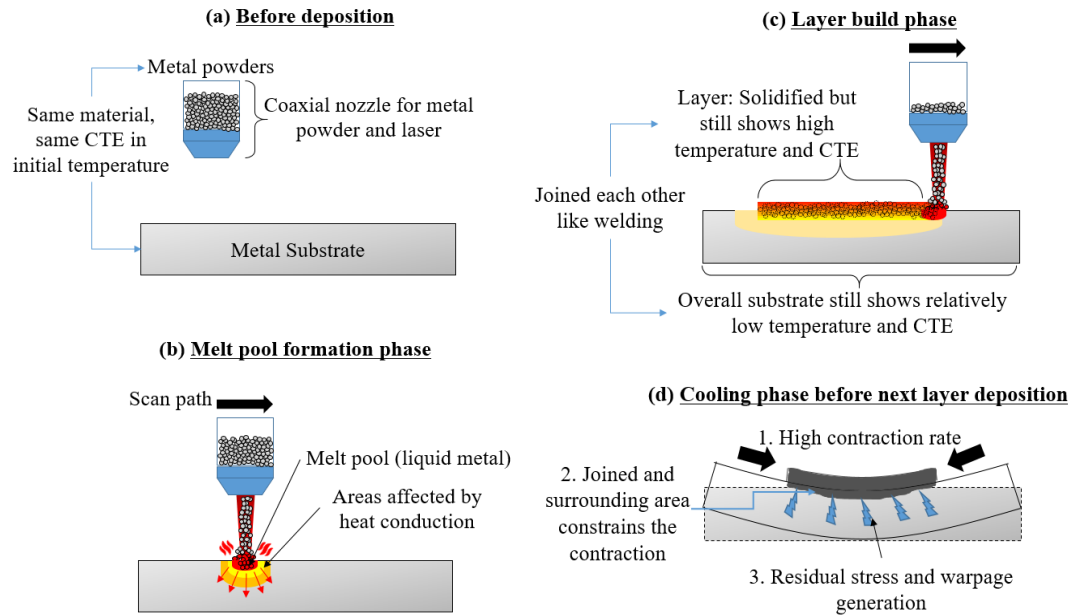 (a) Before deposition
Metal powders
Same material,
same CTE in
initial temperature
Coaxial nozzle for metal
powder and laser
Metal Substrate
(b) Melt pool formation phase
Scan path
Melt pool (liquid metal)
Areas affected by
heat conduction
(c) Layer build phase
Layer: Solidified but
still shows high
temperature and CTE
Joined each other
like welding
Overall substrate still shows relatively
low temperature and CTE
(d) Cooling phase before next layer deposition
1. High contraction rate
2. Joined and
surrounding area
constrains the
contraction
3. Residual stress and warpage
generation